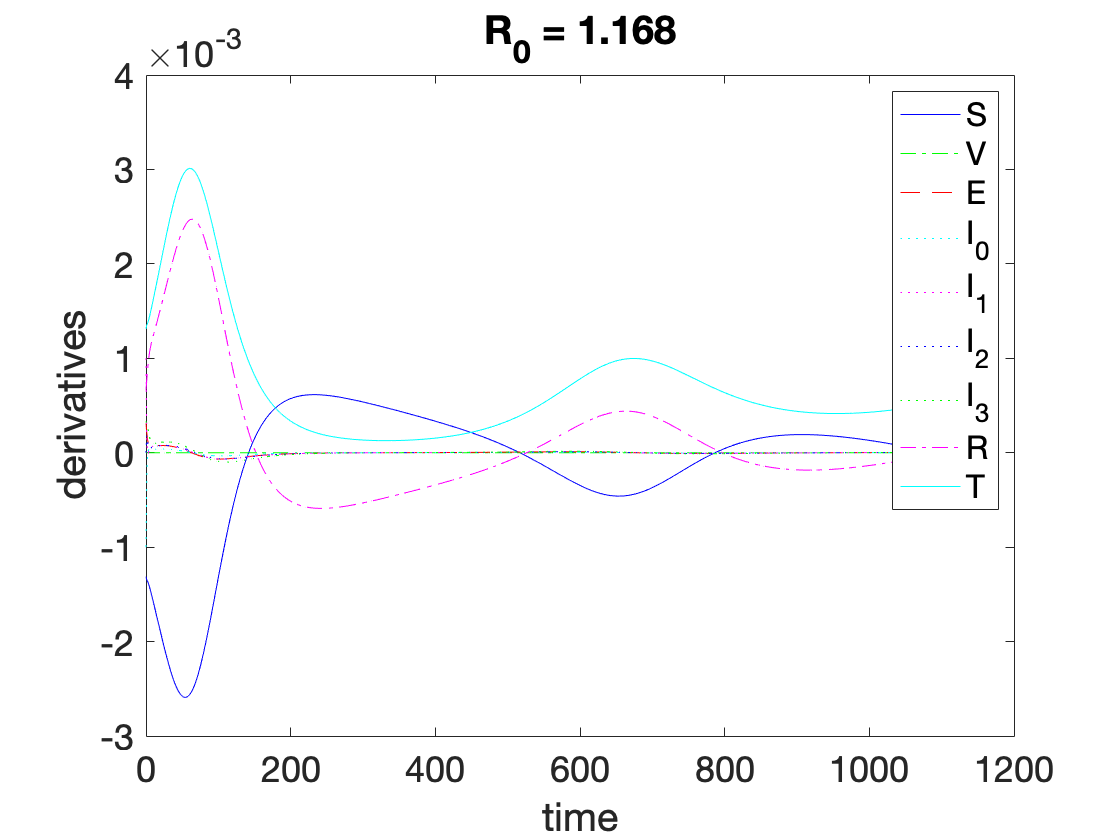 R₀ = 1.168
×10⁻³
4
3
2
1
0
-1
-2
-3
derivatives
0 200 400 600 800 1000 1200
time
S
V
E
I₀
I₁
I₂
I₃
R
T